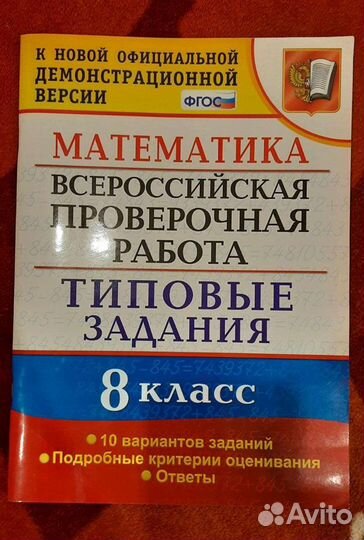 К НОВОЙ ОФИЦИАЛЬНОЙ
ДЕМОНСТРАЦИОННОЙ
ВЕРСИИ
ФГОС
МАТЕМАТИКА
ВСЕРОССИЙСКАЯ
ПРОВЕРОЧНАЯ
РАБОТА
ТИПОВЫЕ
ЗАДАНИЯ
8 КЛАСС
• 10 вариантов заданий
• Подробные критерии оценивания
• Ответы
Avito